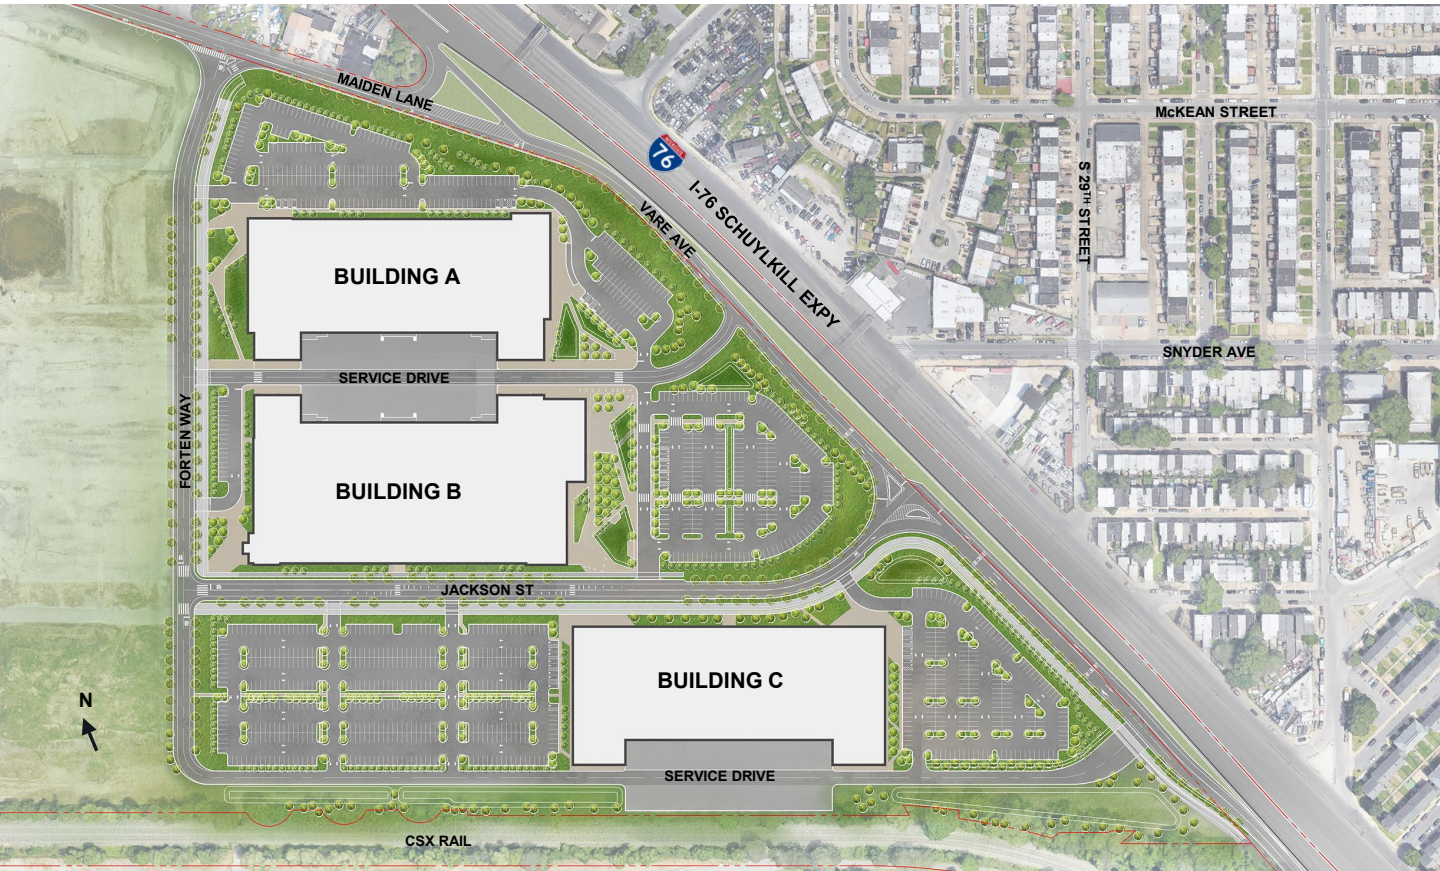 MAIDEN LANE
McKEAN STREET
76
I-76 SCHUYLKILL EXPY
S 29TH STREET
VARE AVE
BUILDING A
SNYDER AVE
SERVICE DRIVE
FORTEN WAY
BUILDING B
JACKSON ST
BUILDING C
N
SERVICE DRIVE
CSX RAIL